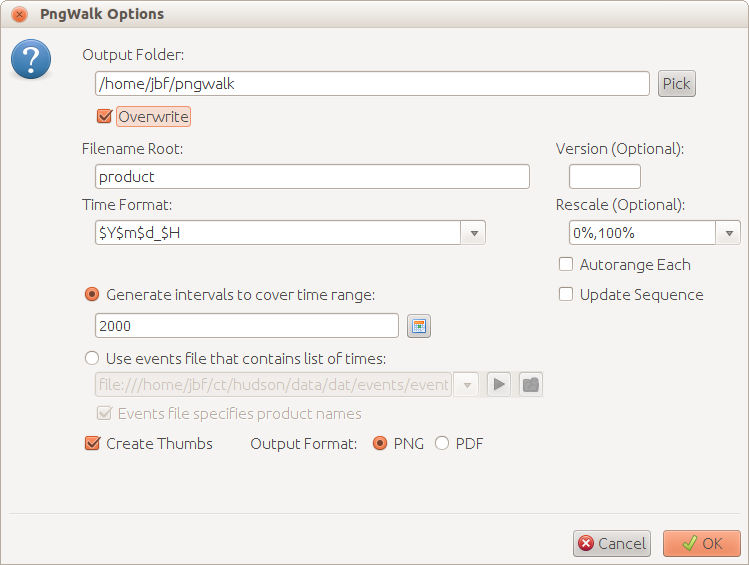 PngWalk Options
Output Folder:
/home/jbf/pngwalk
Pick
Overwrite
Filename Root:
Version (Optional):
product
Time Format:
Rescale (Optional):
$Y$m$d_$H
0%,100%
Autorange Each
Generate intervals to cover time range:
Update Sequence
2000
Use events file that contains list of times:
file:///home/jbf/ct/hudson/data/dat/events/event
Events file specifies product names
Create Thumbs
Output Format:
PNG
PDF
Cancel
OK